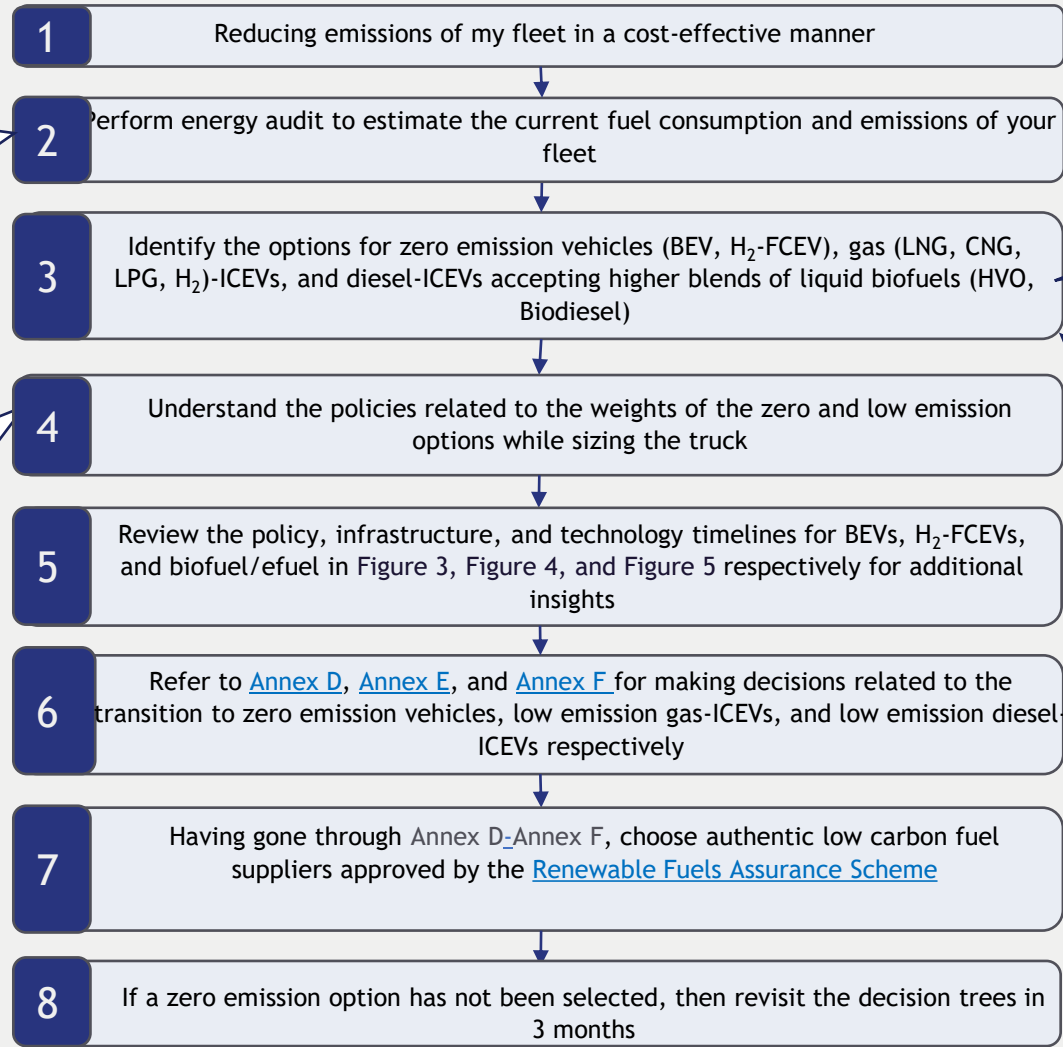 1
Reducing emissions of my fleet in a cost-effective manner
2
Perform energy audit to estimate the current fuel consumption and emissions of your
fleet
3
Identify the options for zero emission vehicles (BEV, H₂-FCEV), gas (LNG, CNG,
LPG, H₂)-ICEVs, and diesel-ICEVs accepting higher blends of liquid biofuels (HVO,
Biodiesel)
4
Understand the policies related to the weights of the zero and low emission
options while sizing the truck
5
Review the policy, infrastructure, and technology timelines for BEVs, H₂-FCEVs,
and biofuel/efuel in Figure 3, Figure 4, and Figure 5 respectively for additional
insights
6
Refer to Annex D, Annex E, and Annex F for making decisions related to the
transition to zero emission vehicles, low emission gas-ICEVs, and low emission diesel-
ICEVs respectively
7
Having gone through Annex D-Annex F, choose authentic low carbon fuel
suppliers approved by the Renewable Fuels Assurance Scheme
8
If a zero emission option has not been selected, then revisit the decision trees in
3 months